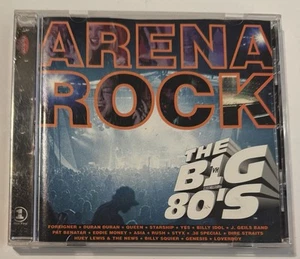 ARENA
ROCK
THE
BIG
80'S
FOREIGNER • DURAN DURAN • QUEEN • STARSHIP • YES • BILLY IDOL • J. GEILS BAND
PAT BENATAR • EDDIE MONEY • ASIA • RUSH • STYX • .38 SPECIAL • DIRE STRAITS
HUEY LEWIS & THE NEWS • BILLY SQUIER • GENESIS • LOVERBOY